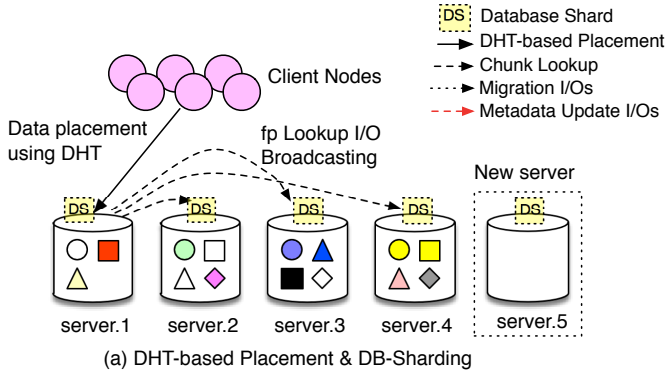 DS Database Shard
DHT-based Placement
Chunk Lookup
Migration I/Os
Metadata Update I/Os
Client Nodes
Data placement
using DHT
fp Lookup I/O
Broadcasting
New server
DS DS DS DS DS
server.1 server.2 server.3 server.4 server.5
(a) DHT-based Placement & DB-Sharding